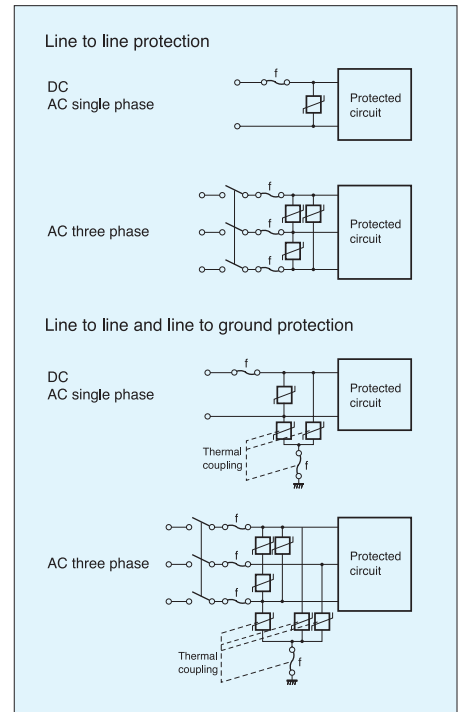 Line to line protection
DC
AC single phase
f
Protected
circuit
AC three phase
f
f
f
Protected
circuit
Line to line and line to ground protection
DC
AC single phase
f
Protected
circuit
Thermal
coupling
f
AC three phase
f
f
f
Protected
circuit
Thermal
coupling
f